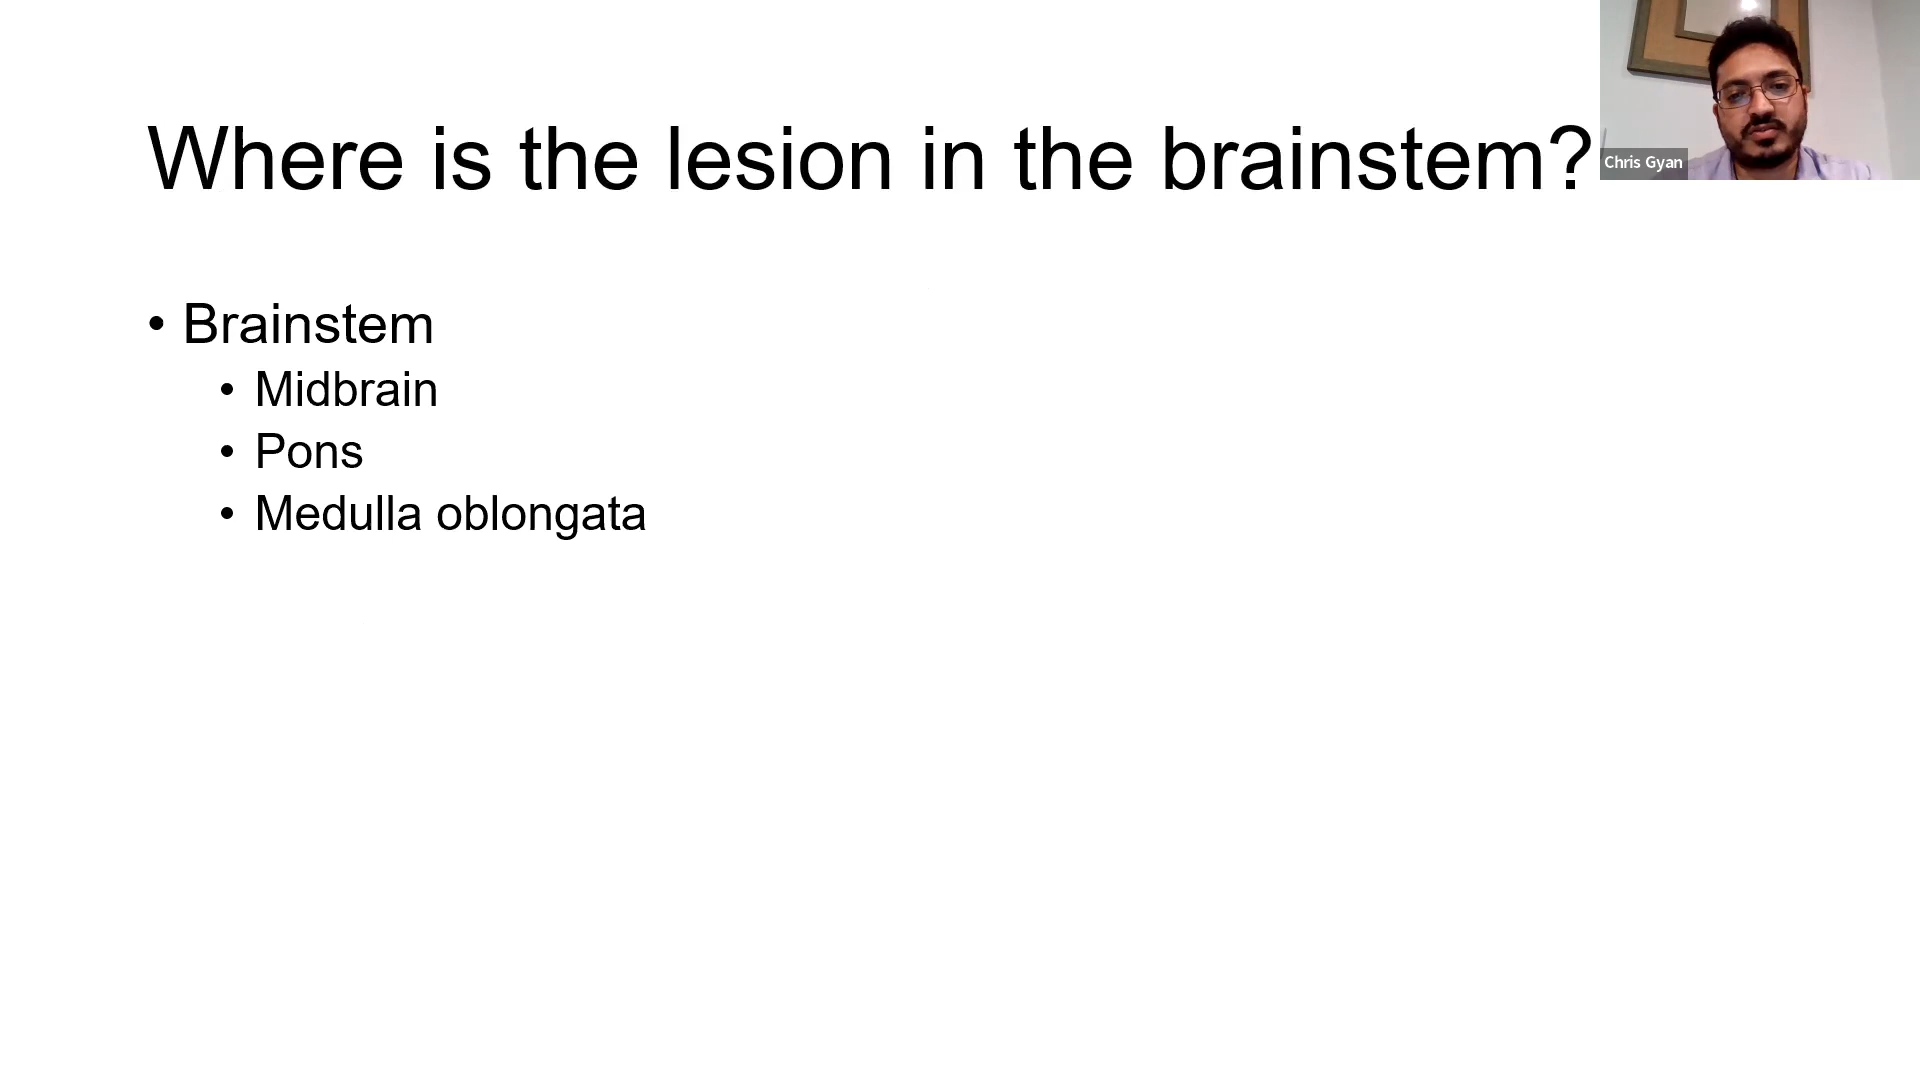 Where is the lesion in the brainstem?
Chris Gyan
• Brainstem
• Midbrain
• Pons
• Medulla oblongata